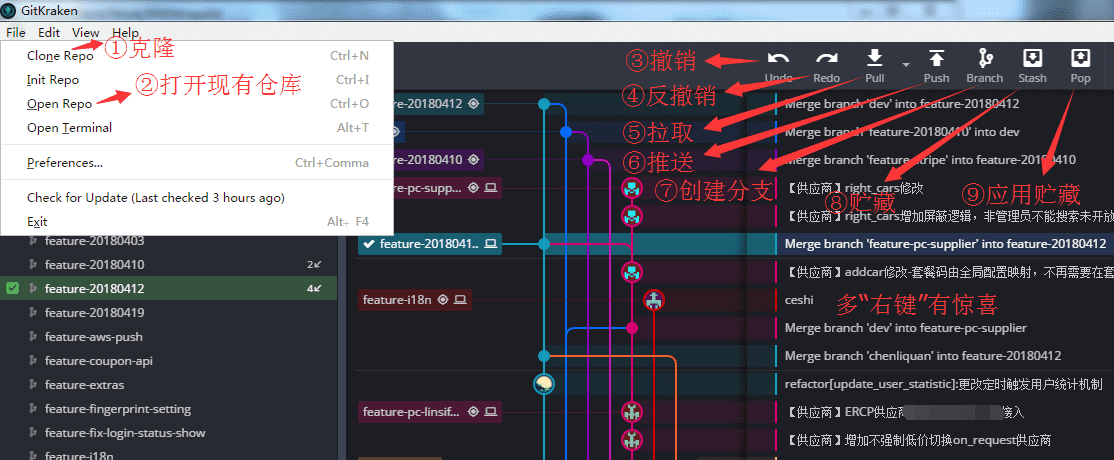 GitKraken
File Edit View Help
Clone Repo Ctrl+N
①克隆
Init Repo Ctrl+I
②打开现有仓库
Open Repo Ctrl+O
Open Terminal Alt+T
Preferences... Ctrl+Comma
Check for Update (Last checked 3 hours ago)
Exit Alt+ F4
③撤销
Undo Redo Pull Push Branch Stash Pop
④反撤销
⑤拉取
⑥推送
⑦创建分支
⑧贮藏
⑨应用贮藏
-20180412 Merge branch 'dev' into feature-20180412
Merge branch 'feature-20180410' into dev
-20180410 Merge branch 'feature-stripe' into feature-20180410
feature-pc-supp... 【供应商】right_cars修改
【供应商】right_cars增加屏蔽逻辑，非管理员不能搜索未开放
feature-2018041.. Merge branch 'feature-pc-supplier' into feature-20180412
【供应商】addcar修改-套餐码由全局配置映射，不再需要在套
feature-i18n ceshi
多“右键”有惊喜
Merge branch 'dev' into feature-pc-supplier
Merge branch 'chenliquan' into feature-20180412
refactor[update_user_statistic]:更改定时触发用户统计机制
feature-pc-linsif... 【供应商】ERCP供应商 接入
【供应商】增加不强制低价切换on_request供应商
feature-20180403
feature-20180410 2
feature-20180412 4
feature-20180419
feature-aws-push
feature-coupon-api
feature-extras
feature-fingerprint-setting
feature-fix-login-status-show
feature-i18n